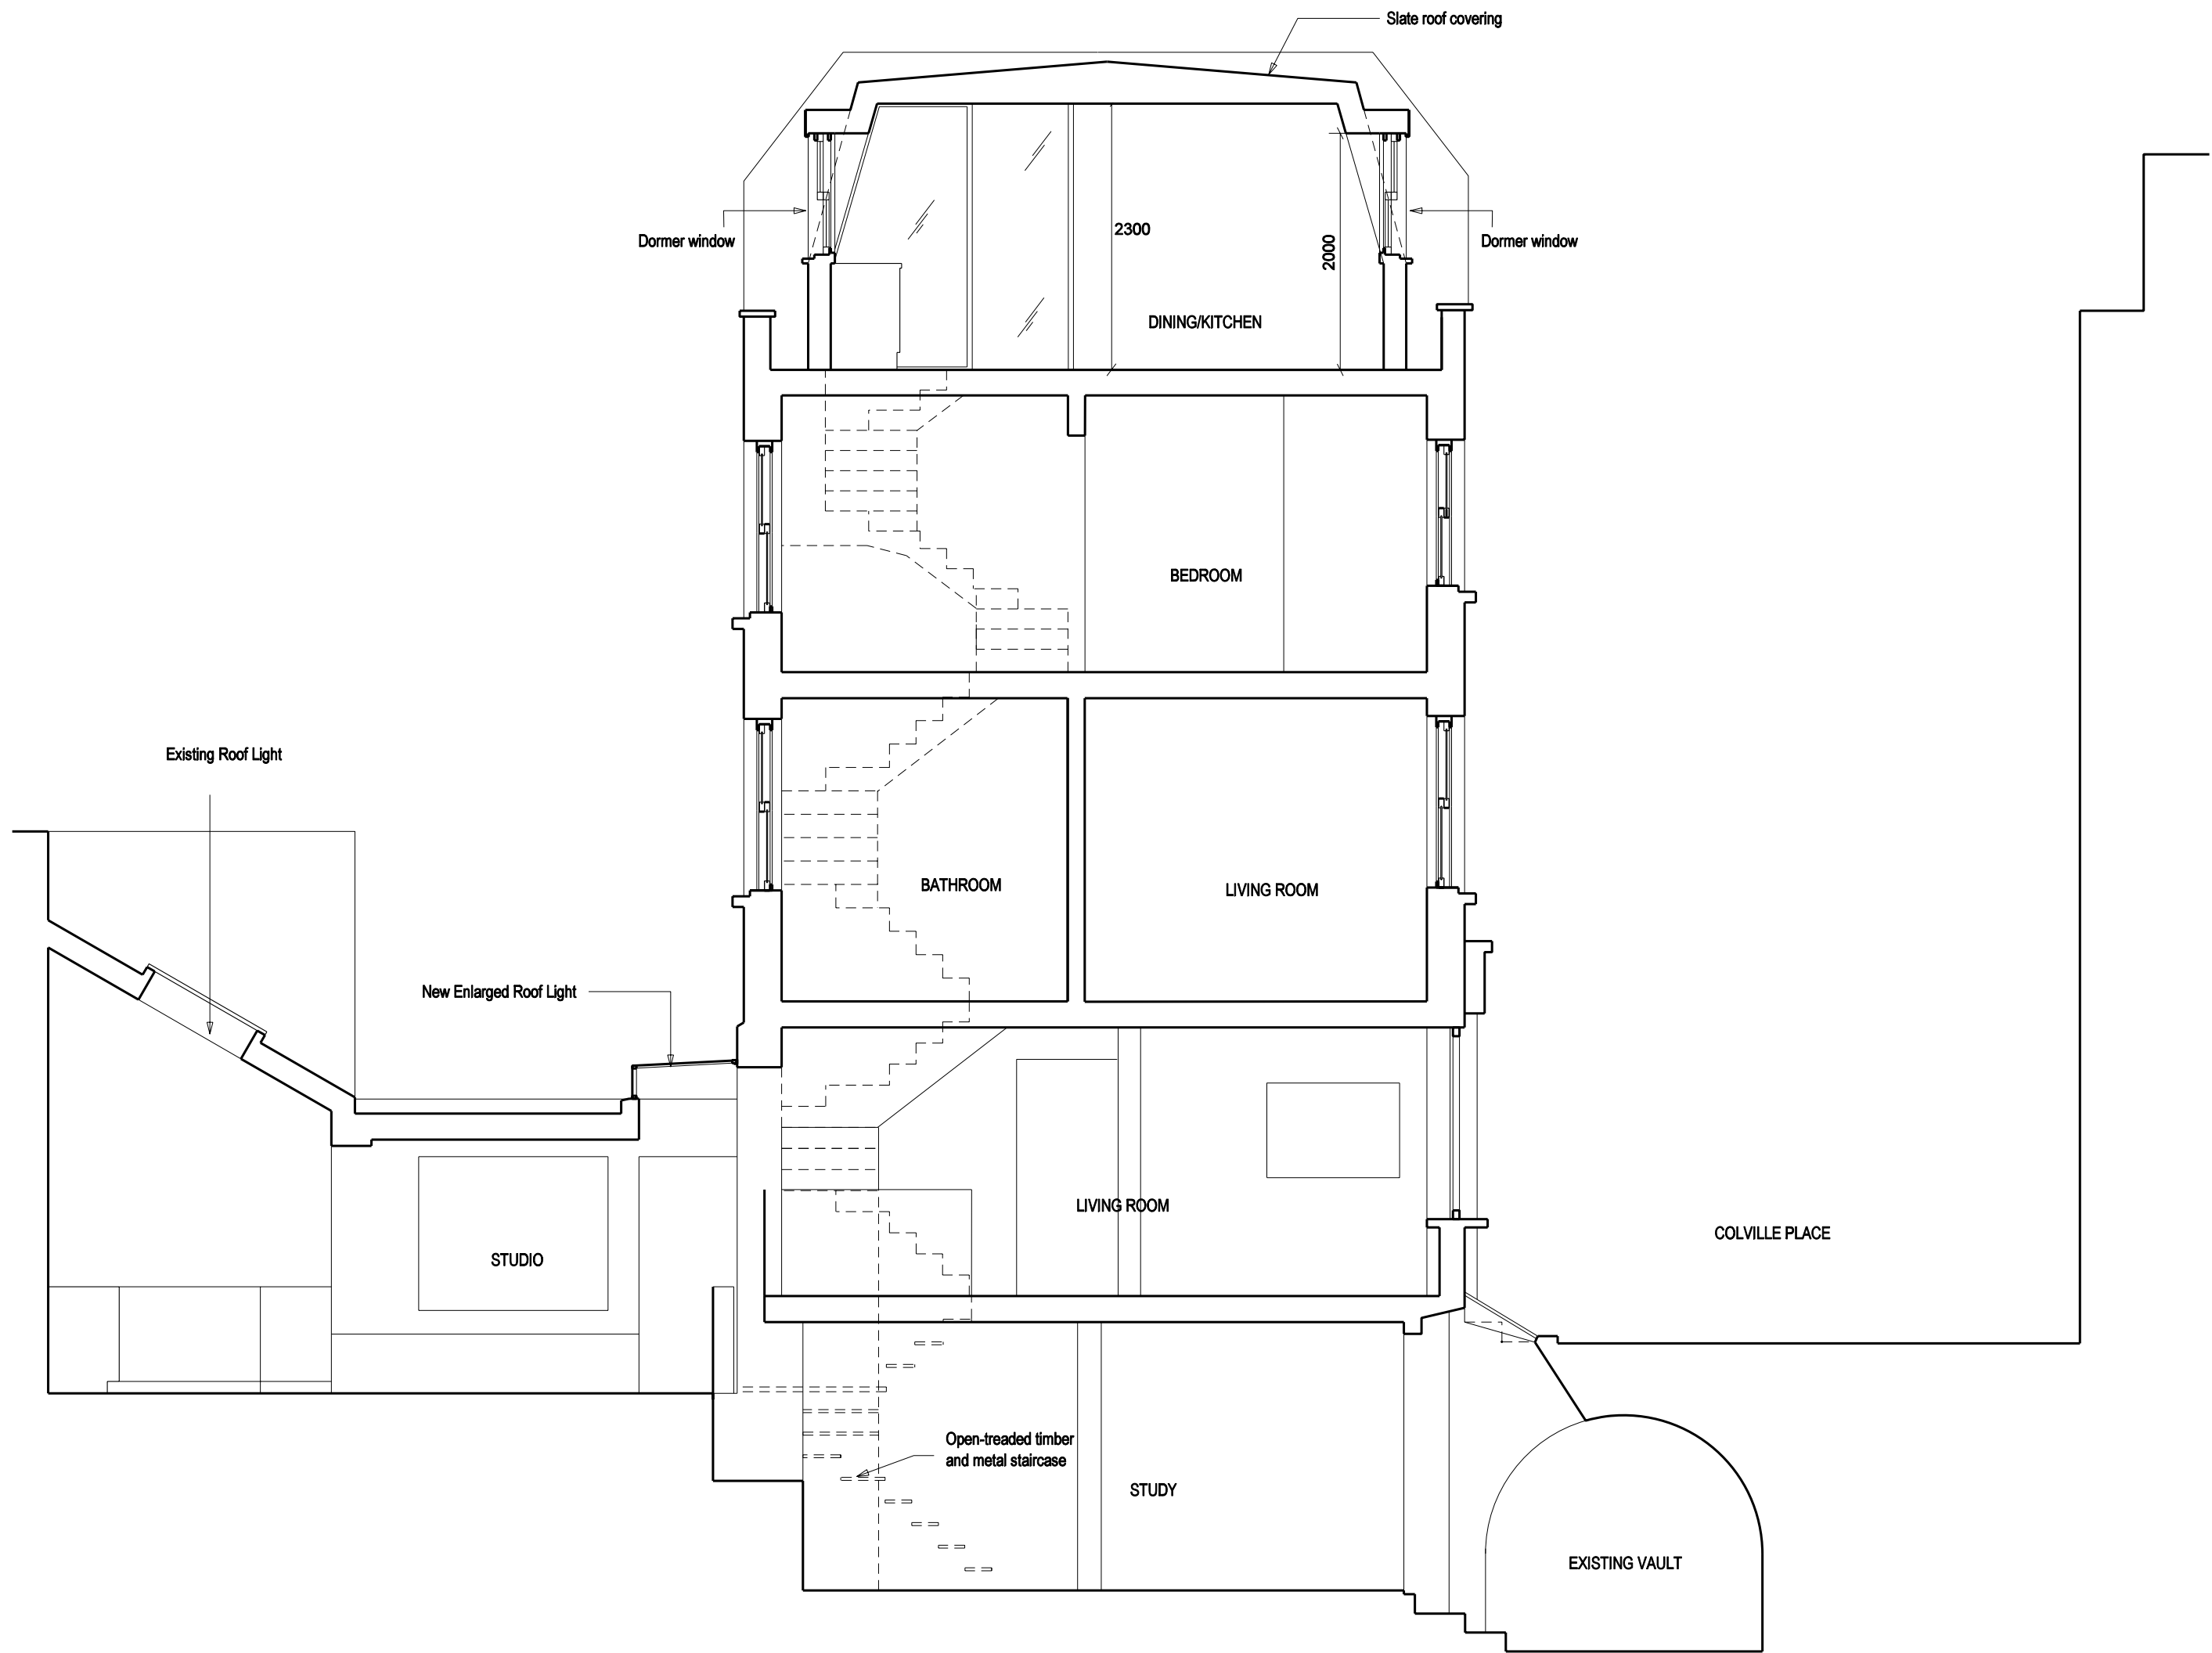 Slate roof covering
Dormer window
2300
2000
Dormer window
DINING/KITCHEN
BEDROOM
Existing Roof Light
BATHROOM
LIVING ROOM
New Enlarged Roof Light
LIVING ROOM
STUDIO
COLVILLE PLACE
Open-treaded timber
and metal staircase
STUDY
EXISTING VAULT